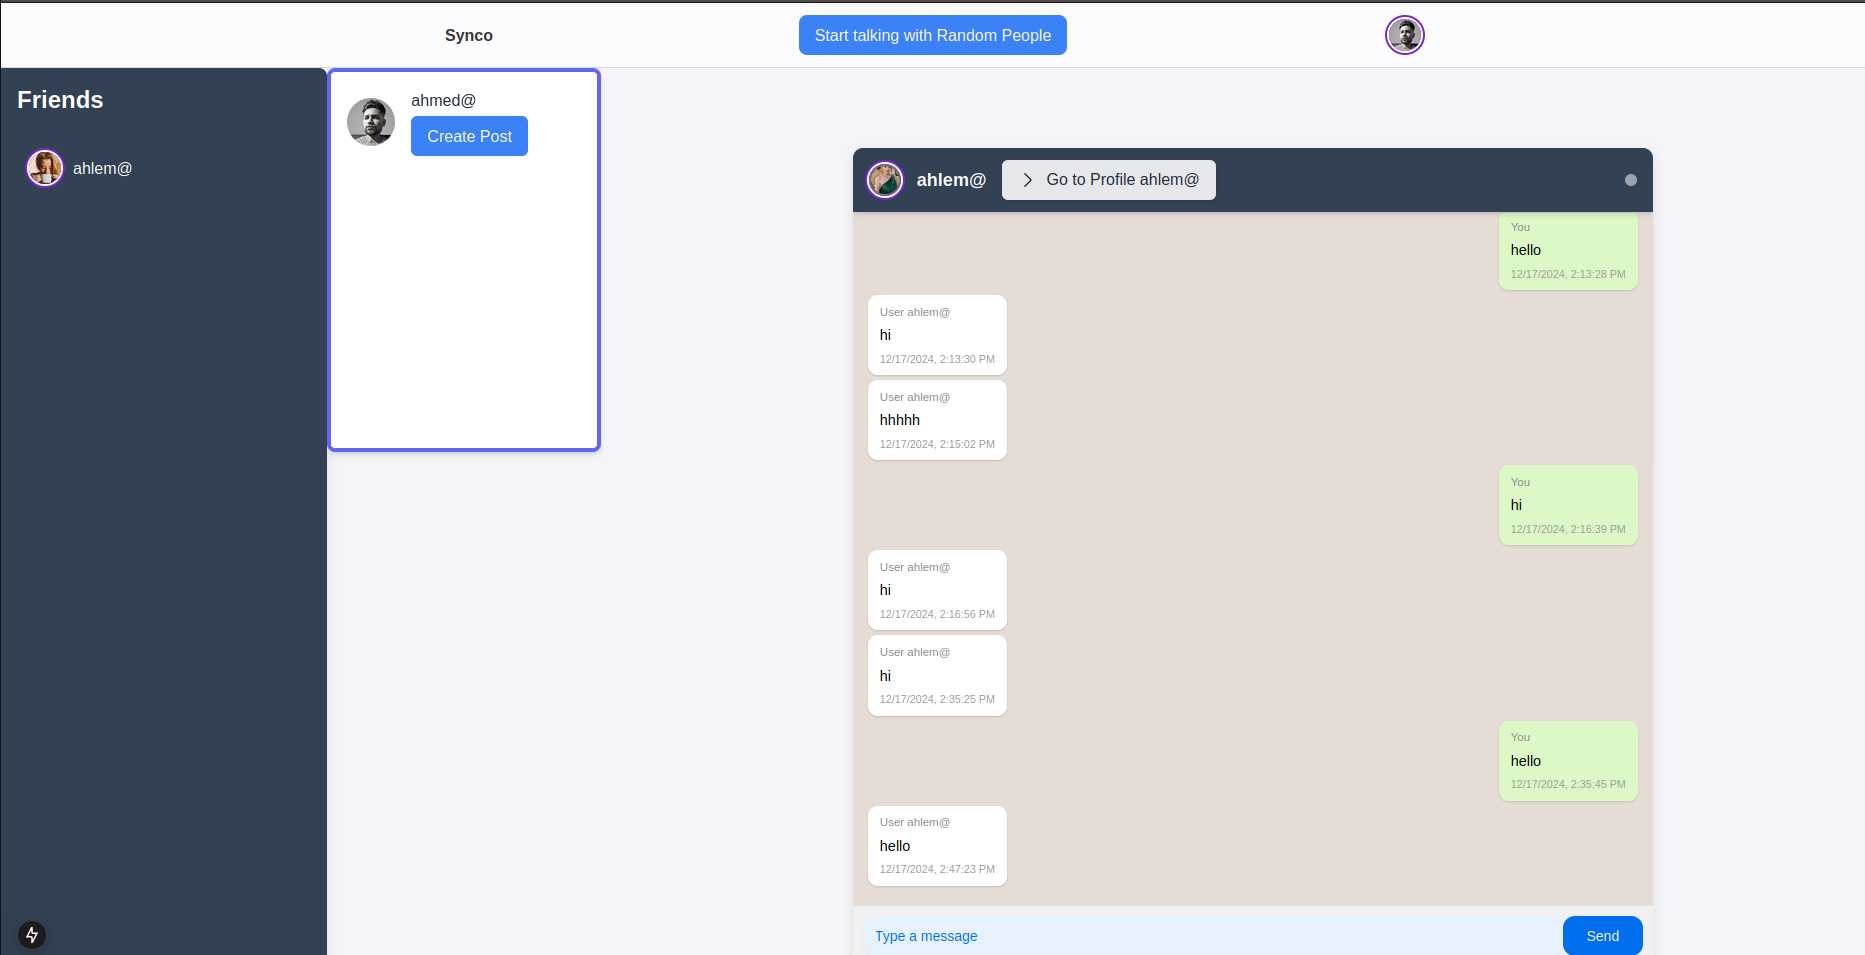 Synco
Start talking with Random People
Friends
ahlem@
ahmed@
Create Post
ahlem@
Go to Profile ahlem@
You
hello
12/17/2024, 2:13:28 PM
User ahlem@
hi
12/17/2024, 2:13:30 PM
User ahlem@
hhhhh
12/17/2024, 2:15:02 PM
You
hi
12/17/2024, 2:16:39 PM
User ahlem@
hi
12/17/2024, 2:16:56 PM
User ahlem@
hi
12/17/2024, 2:35:25 PM
You
hello
12/17/2024, 2:35:45 PM
User ahlem@
hello
12/17/2024, 2:47:23 PM
Type a message
Send